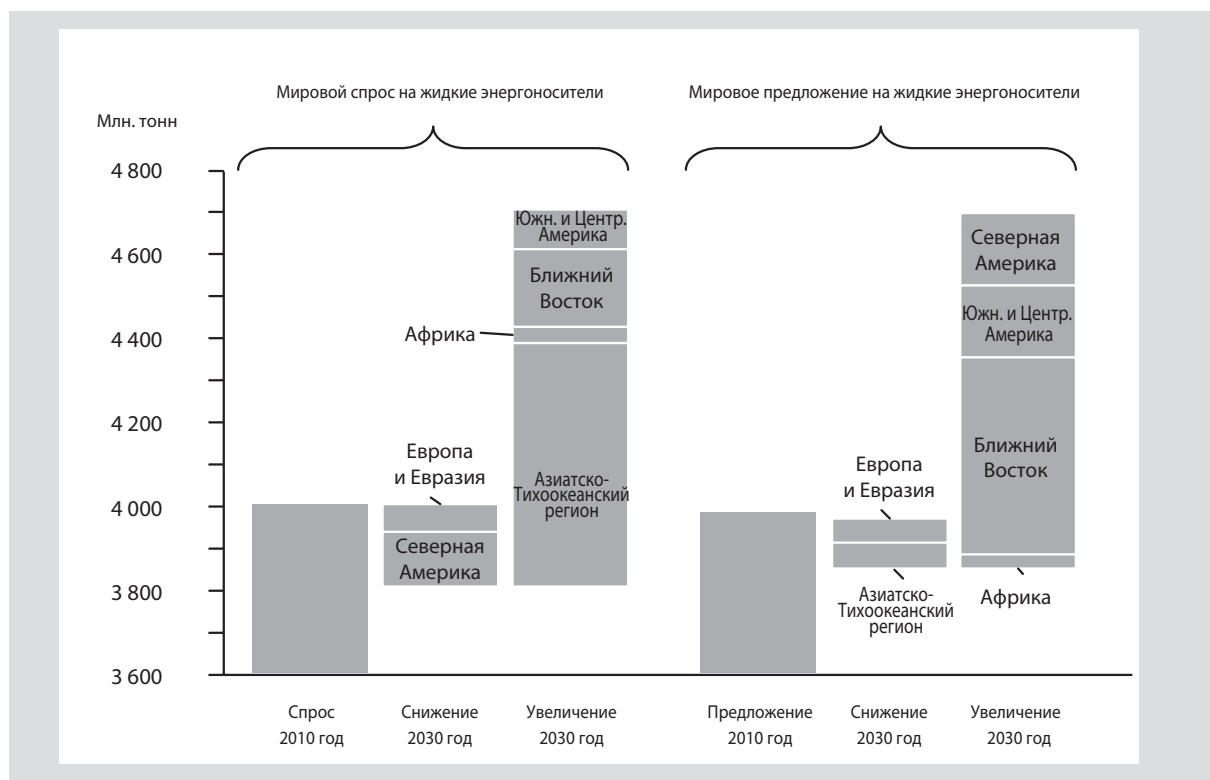 Мировой спрос на жидкие энергоносители
Мировое предложение на жидкие энергоносители
Млн. тонн
4 800
4 600
4 400
4 200
4 000
3 800
3 600
Европа
и Евразия
Северная
Америка
Южн. и Центр.
Америка
Ближний
Восток
Африка
Азиатско-
Тихоокеанский
регион
Европа
и Евразия
Азиатско-
Тихоокеанский
регион
Северная
Америка
Южн. и Центр.
Америка
Ближний
Восток
Африка
Спрос
2010 год
Снижение
2030 год
Увеличение
2030 год
Предложение
2010 год
Снижение
2030 год
Увеличение
2030 год